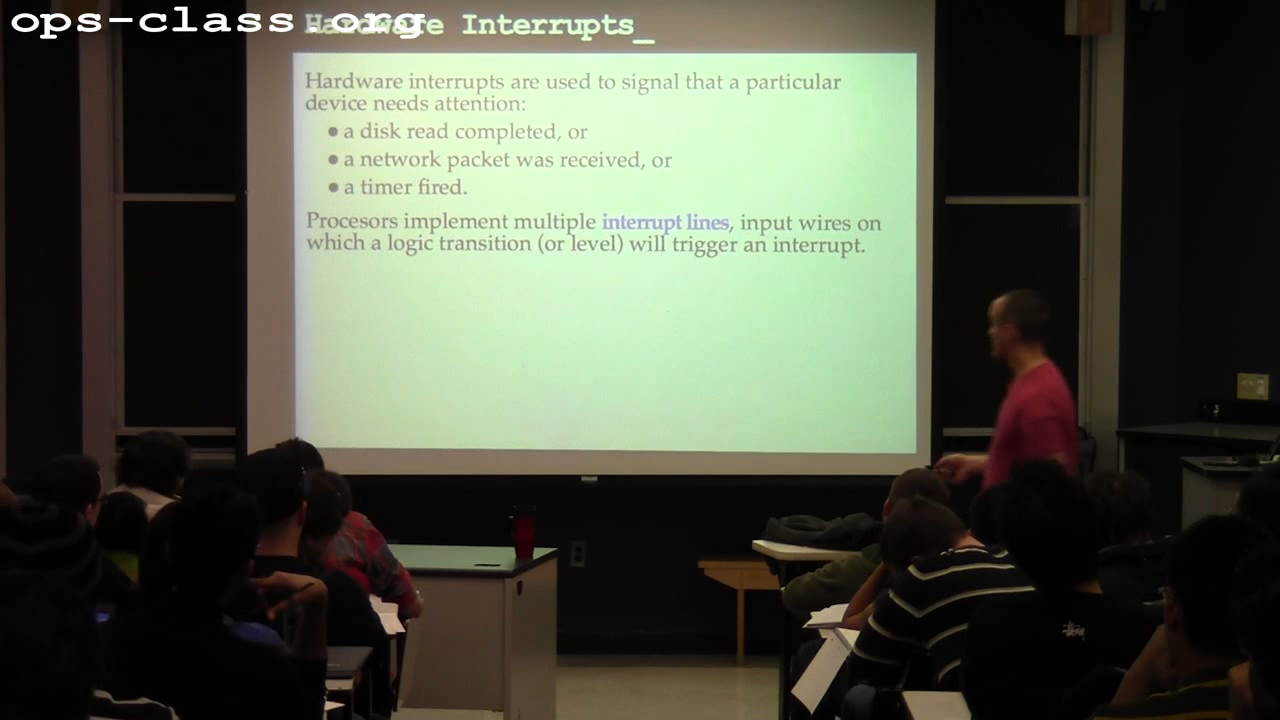 ops-class.org
Hardware Interrupts_
Hardware interrupts are used to signal that a particular
device needs attention:
● a disk read completed, or
● a network packet was received, or
● a timer fired.
Procesors implement multiple interrupt lines, input wires on
which a logic transition (or level) will trigger an interrupt.